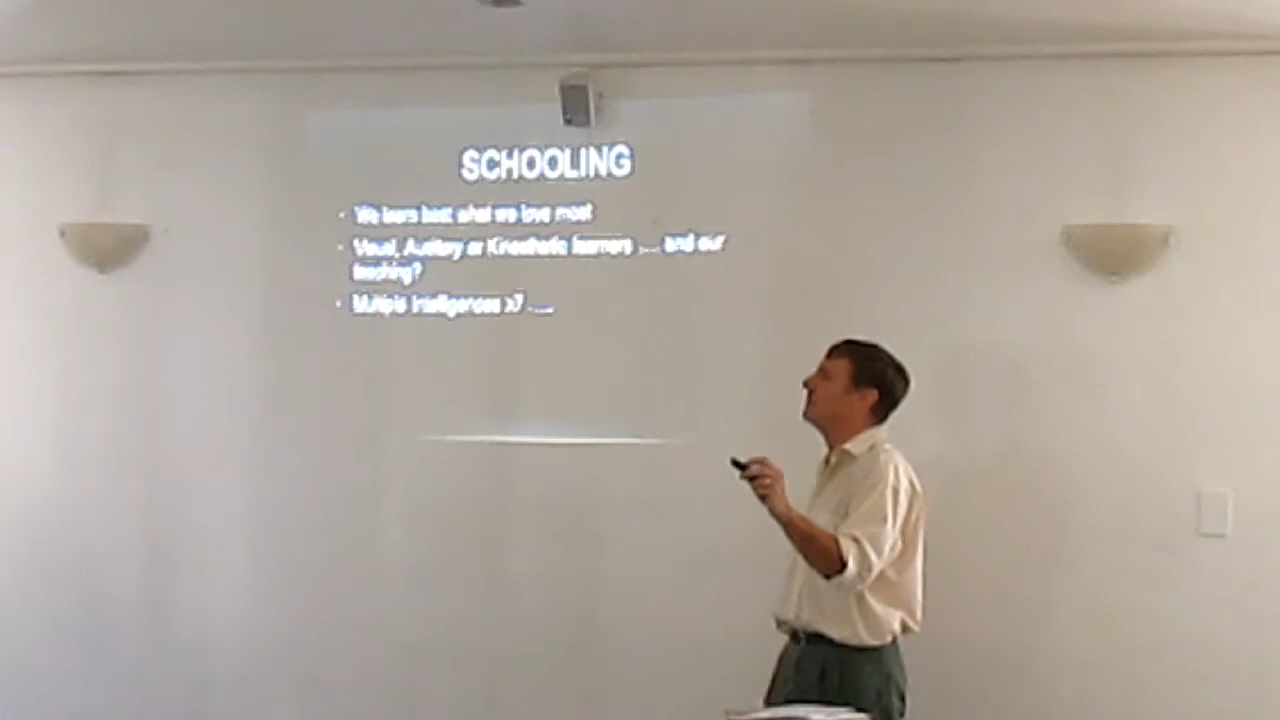 SCHOOLING
• We learn best what we love most
• Visual, Auditory or Kinesthetic learners .... and our
teaching?
• Multiple Intelligences x7 .....